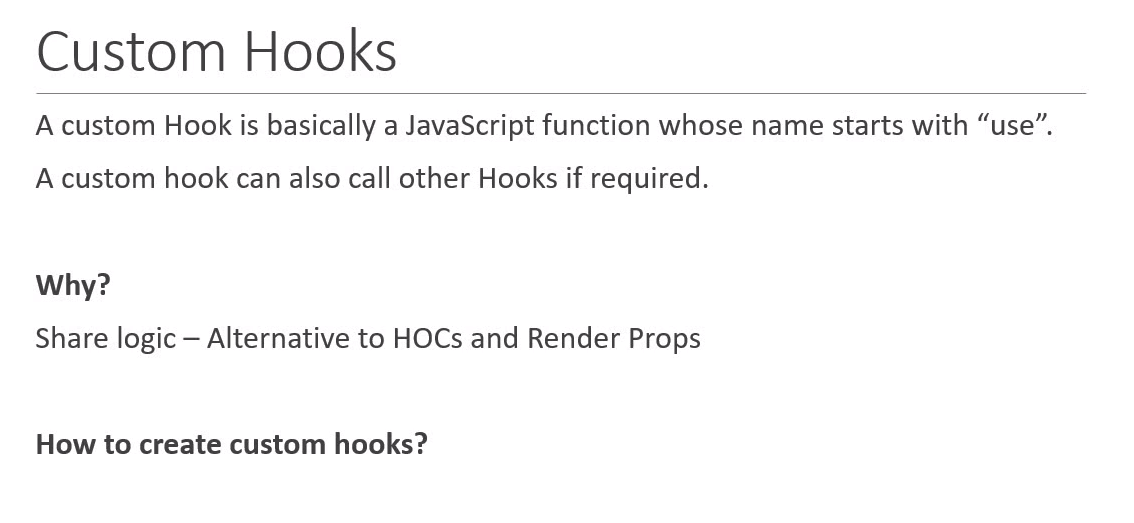 Custom Hooks
A custom Hook is basically a JavaScript function whose name starts with “use”.
A custom hook can also call other Hooks if required.
Why?
Share logic – Alternative to HOCs and Render Props
How to create custom hooks?